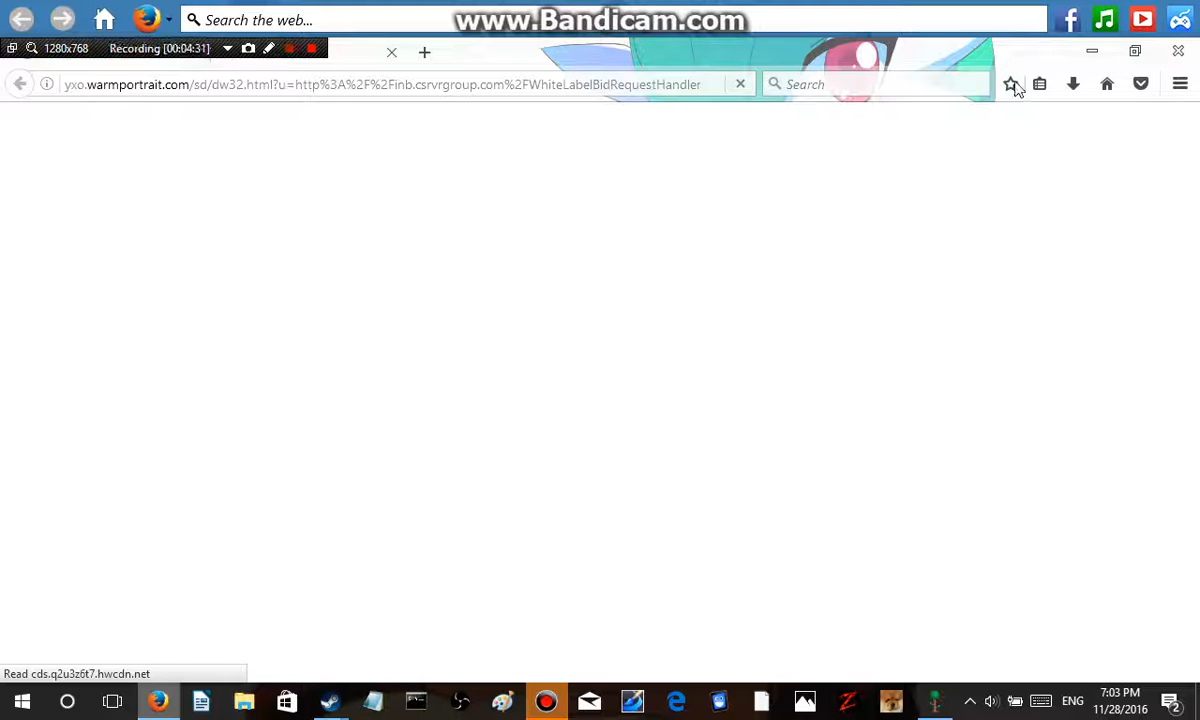 Search the web...
www.Bandicam.com
1280x768
Recording [00:04:31]
yxo.warmportrait.com/sd/dw32.html?u=http%3A%2F%2Finb.csrvrgroup.com%2FWhiteLabelBidRequestHandler
Search
Read cds.q2u3z6t7.hwcdn.net
ENG
7:03 PM
11/28/2016
2